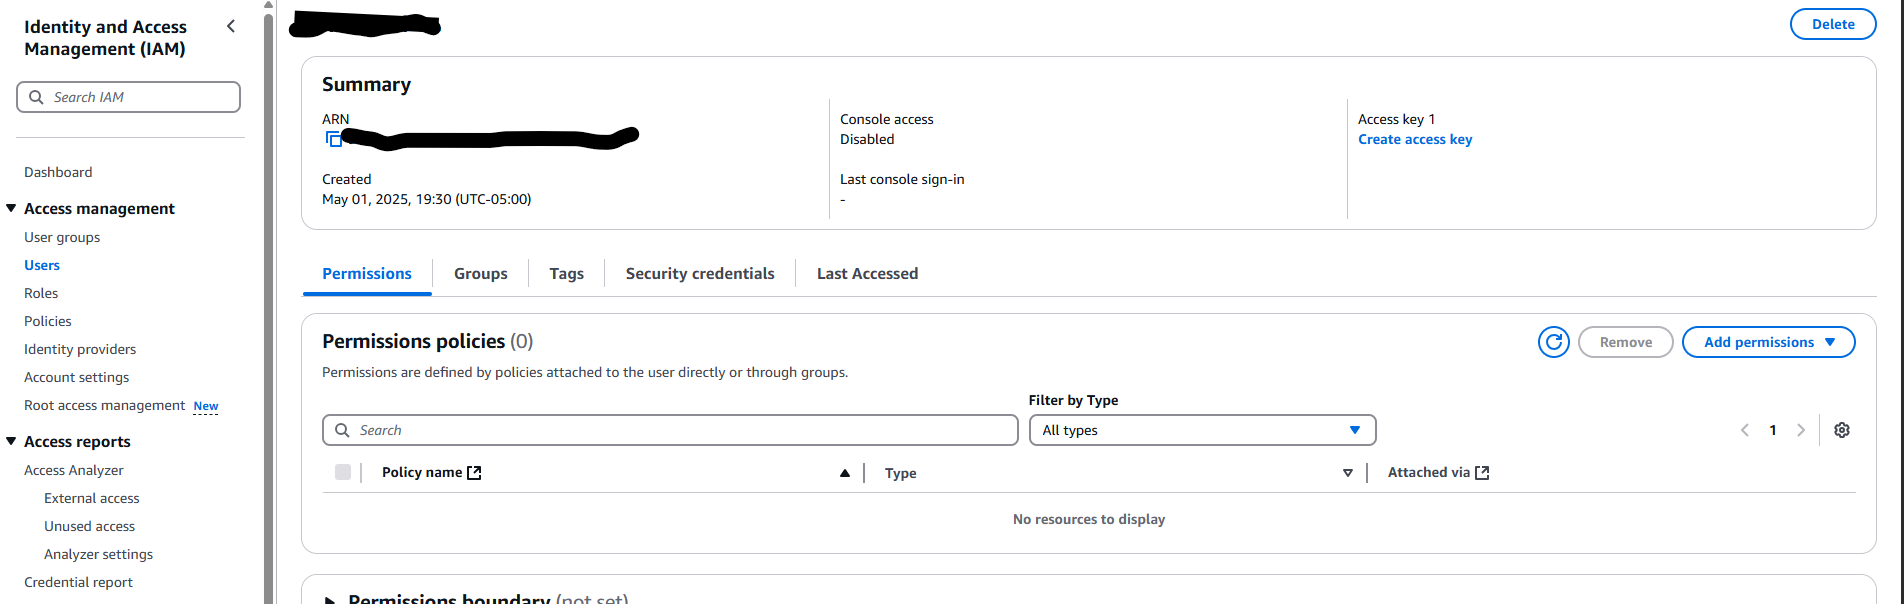 Identity and Access
Management (IAM)
Search IAM
Dashboard
Access management
User groups
Users
Roles
Policies
Identity providers
Account settings
Root access management New
Access reports
Access Analyzer
External access
Unused access
Analyzer settings
Credential report
Delete
Summary
ARN
Created
May 01, 2025, 19:30 (UTC-05:00)
Console access
Disabled
Last console sign-in
-
Access key 1
Create access key
Permissions Groups Tags Security credentials Last Accessed
Permissions policies (0)
Remove Add permissions
Permissions are defined by policies attached to the user directly or through groups.
Filter by Type
Search All types 1
Policy name Type Attached via
No resources to display
Permissions boundary (not set)